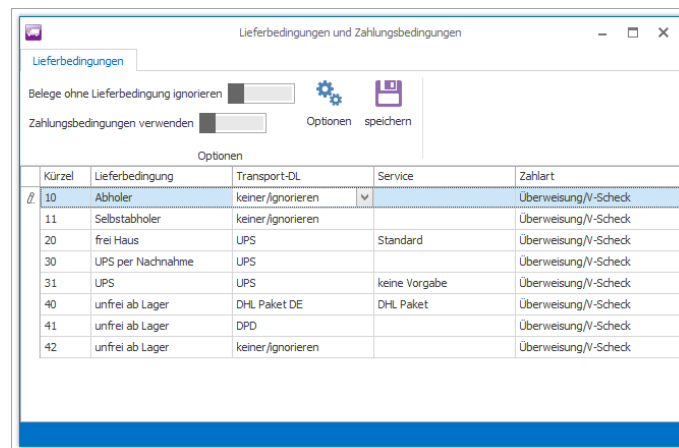 Lieferbedingungen und Zahlungsbedingungen
Lieferbedingungen
Belege ohne Lieferbedingung ignorieren
Zahlungsbedingungen verwenden
Optionen speichern
Optionen
Kürzel Lieferbedingung Transport-DL Service Zahlart
10 Abholer keiner/ignorieren Überweisung/V-Scheck
11 Selbstabholer keiner/ignorieren Überweisung/V-Scheck
20 frei Haus UPS Standard Überweisung/V-Scheck
30 UPS per Nachnahme UPS Überweisung/V-Scheck
31 UPS UPS keine Vorgabe Überweisung/V-Scheck
40 unfrei ab Lager DHL Paket DE DHL Paket Überweisung/V-Scheck
41 unfrei ab Lager DPD Überweisung/V-Scheck
42 unfrei ab Lager keiner/ignorieren Überweisung/V-Scheck